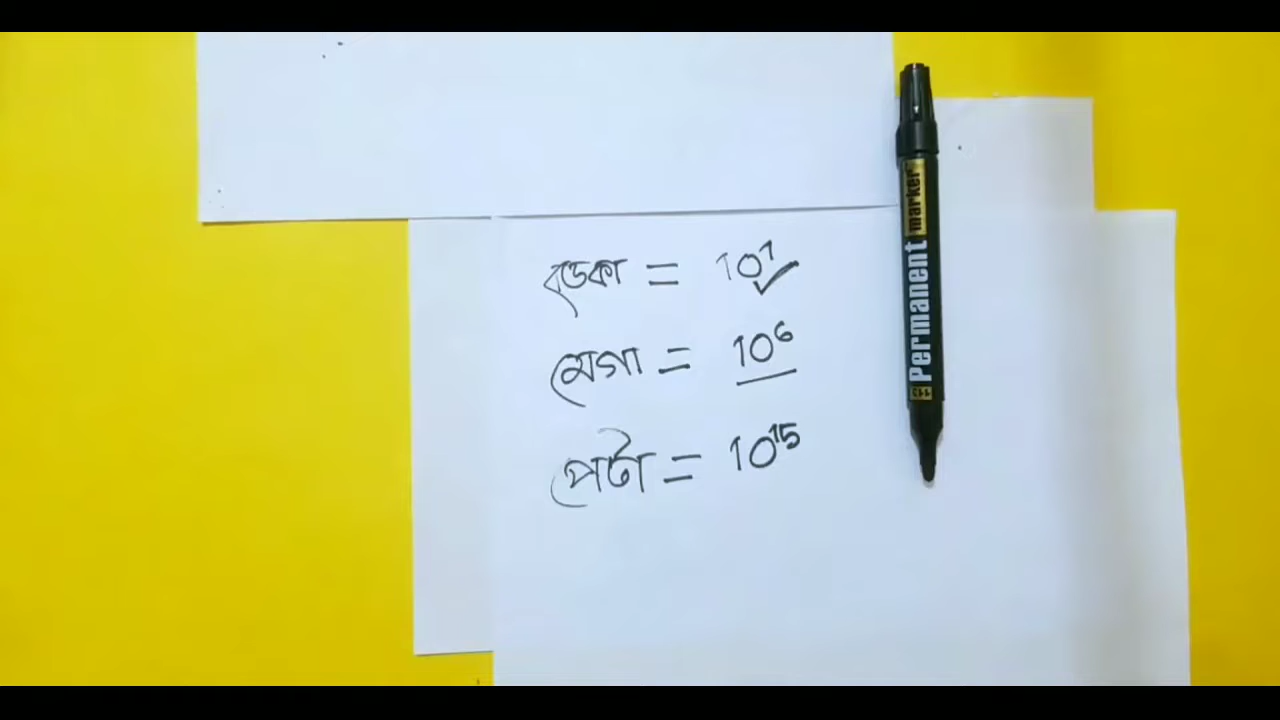 ডেকা = 10¹
মেগা = 10⁶
পেটা = 10¹⁵
Permanent marker